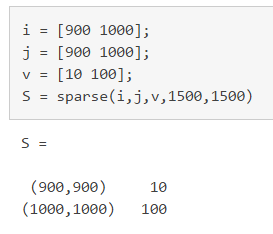 i = [900 1000];
j = [900 1000];
v = [10 100];
S = sparse(i,j,v,1500,1500)
S =
(900,900) 10
(1000,1000) 100